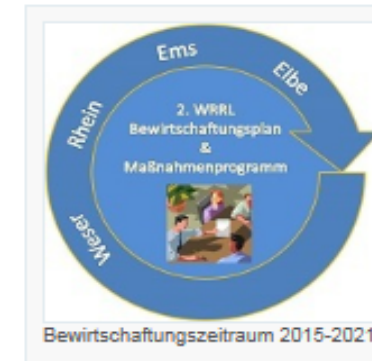 Ems
Elbe
Rhein
Weser
2. WRRL
Bewirtschaftungsplan
&
Maßnahmenprogramm
Bewirtschaftungszeitraum 2015-2021